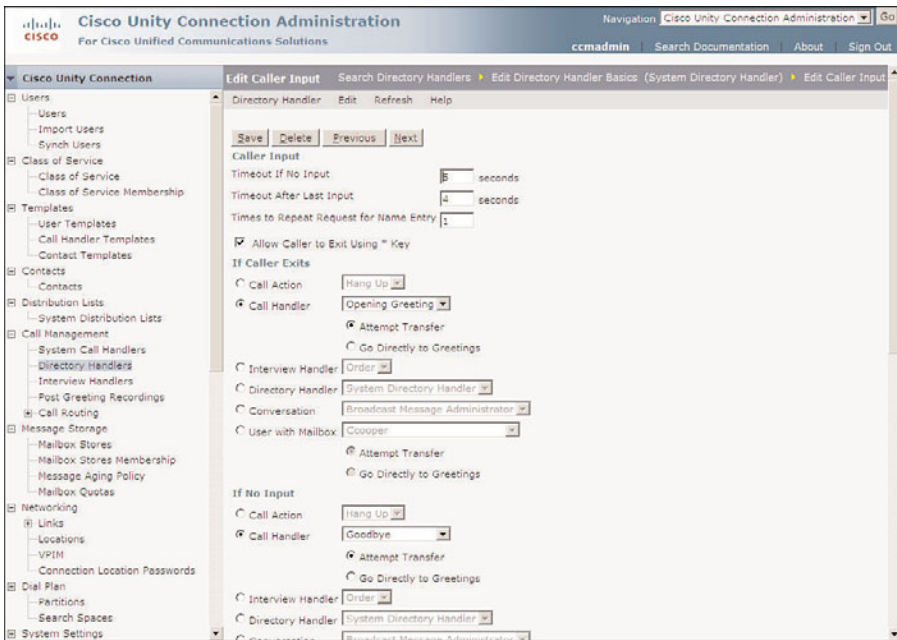 cisco
Cisco Unity Connection Administration
For Cisco Unified Communications Solutions
Navigation Cisco Unity Connection Administration Go
ccmadmin Search Documentation About Sign Out
Cisco Unity Connection
Users
Users
Import Users
Synch Users
Class of Service
Class of Service
Class of Service Membership
Templates
User Templates
Call Handler Templates
Contact Templates
Contacts
Contacts
Distribution Lists
System Distribution Lists
Call Management
System Call Handlers
Directory Handlers
Interview Handlers
Post Greeting Recordings
Call Routing
Message Storage
Mailbox Stores
Mailbox Stores Membership
Message Aging Policy
Mailbox Quotas
Networking
Links
Locations
VPIM
Connection Location Passwords
Dial Plan
Partitions
Search Spaces
System Settings
Edit Caller Input Search Directory Handlers Edit Directory Handler Basics (System Directory Handler) Edit Caller Input
Directory Handler Edit Refresh Help
Save Delete Previous Next
Caller Input
Timeout If No Input 5 seconds
Timeout After Last Input 4 seconds
Times to Repeat Request for Name Entry 1
Allow Caller to Exit Using * Key
If Caller Exits
Call Action Hang Up
Call Handler Opening Greeting
Attempt Transfer
Go Directly to Greetings
Interview Handler Order
Directory Handler System Directory Handler
Conversation Broadcast Message Administrator
User with Mailbox Ccooper
Attempt Transfer
Go Directly to Greetings
If No Input
Call Action Hang Up
Call Handler Goodbye
Attempt Transfer
Go Directly to Greetings
Interview Handler Order
Directory Handler System Directory Handler
Conversation Broadcast Message Administrator